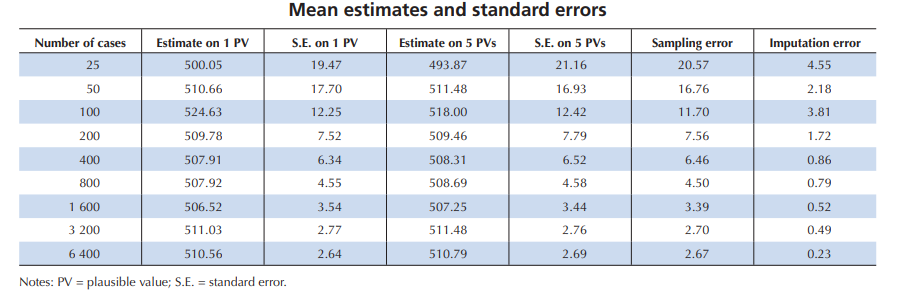 Mean estimates and standard errors
Number of cases Estimate on 1 PV S.E. on 1 PV Estimate on 5 PVs S.E. on 5 PVs Sampling error Imputation error
25 500.05 19.47 493.87 21.16 20.57 4.55
50 510.66 17.70 511.48 16.93 16.76 2.18
100 524.63 12.25 518.00 12.42 11.70 3.81
200 509.78 7.52 509.46 7.79 7.56 1.72
400 507.91 6.34 508.31 6.52 6.46 0.86
800 507.92 4.55 508.69 4.58 4.50 0.79
1 600 506.52 3.54 507.25 3.44 3.39 0.52
3 200 511.03 2.77 511.48 2.76 2.70 0.49
6 400 510.56 2.64 510.79 2.69 2.67 0.23
Notes: PV = plausible value; S.E. = standard error.